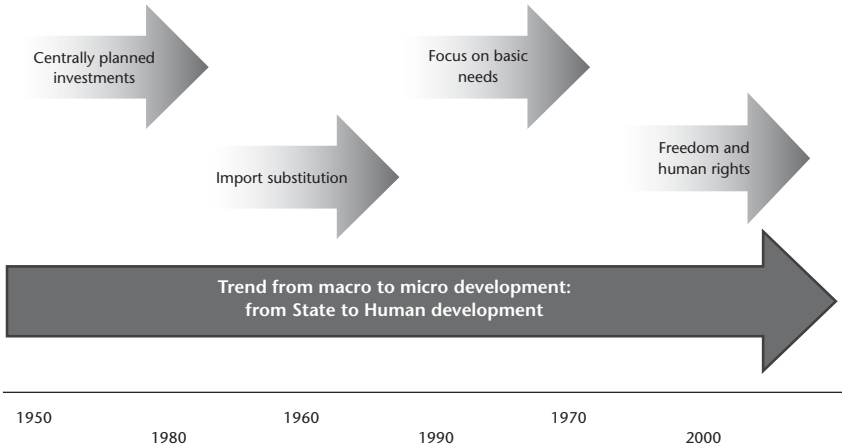 Centrally planned
investments
Focus on basic
needs
Import substitution
Freedom and
human rights
Trend from macro to micro development:
from State to Human development
1950
1960
1970
1980
1990
2000